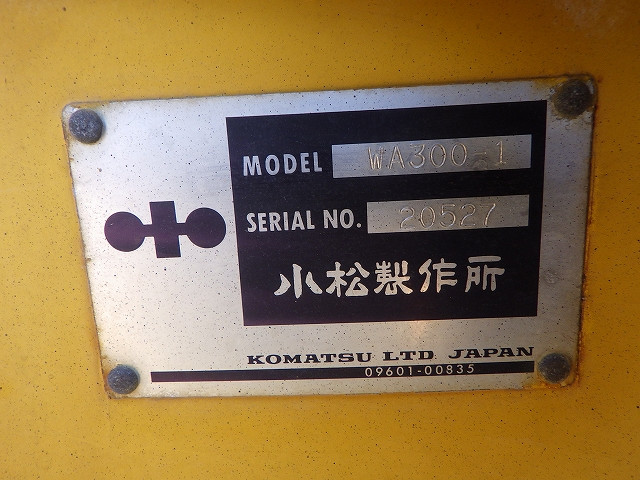 MODEL WA300-1
SERIAL NO. 20527
小松製作所
KOMATSU LTD. JAPAN
09601-00835